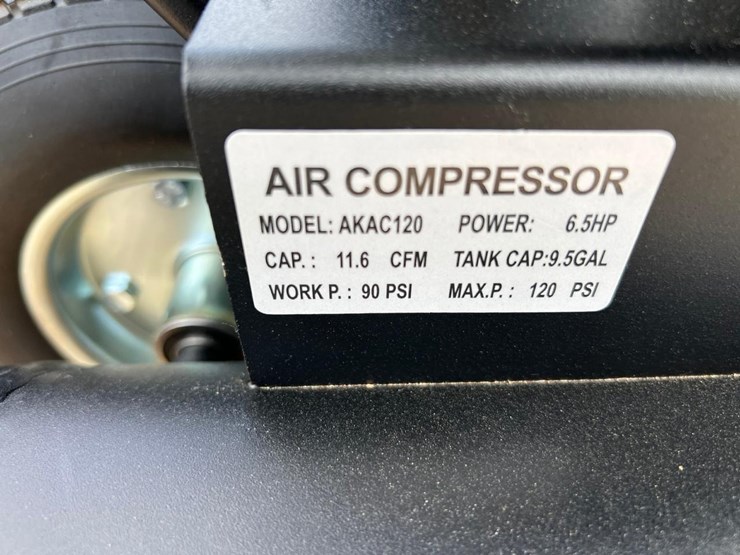 AIR COMPRESSOR
MODEL: AKAC120 POWER: 6.5HP
CAP. : 11.6 CFM TANK CAP:9.5GAL
WORK P. : 90 PSI MAX.P. : 120 PSI